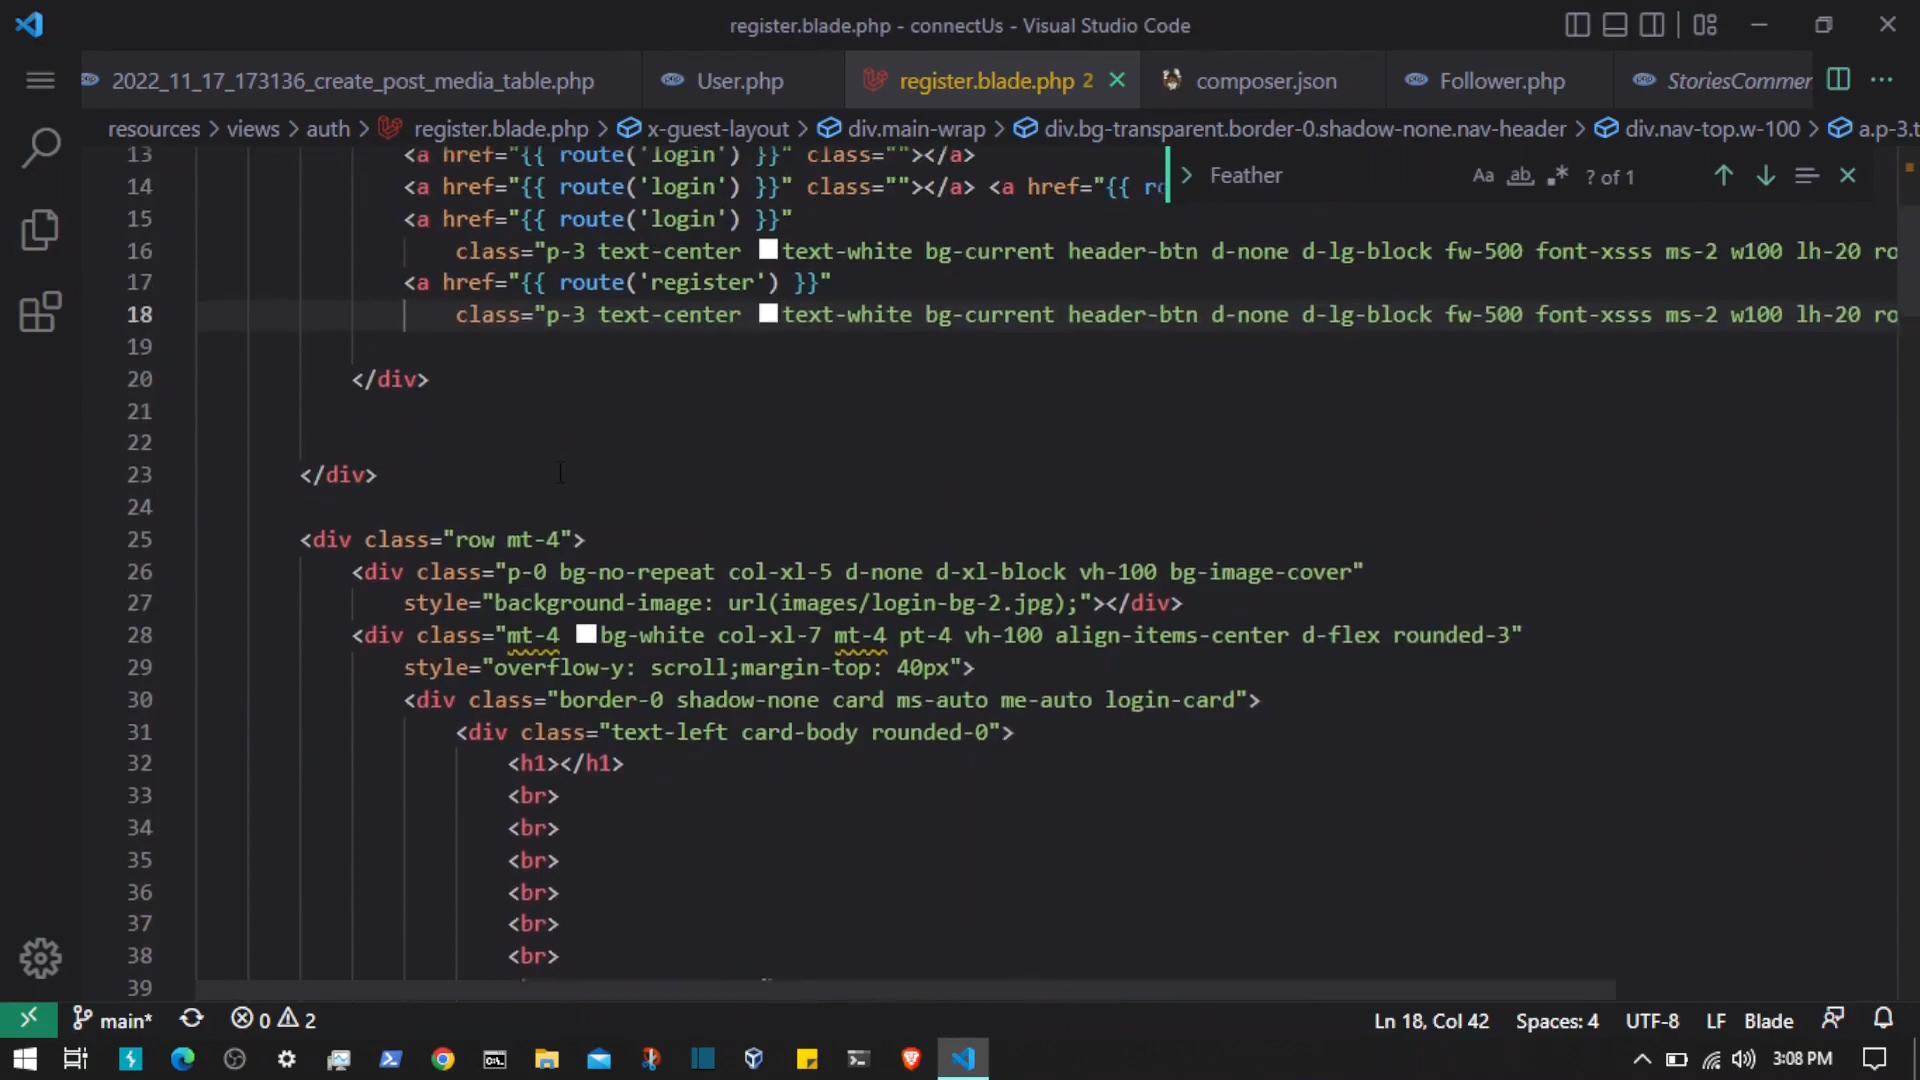 register.blade.php - connectUs - Visual Studio Code
2022_11_17_173136_create_post_media_table.php User.php register.blade.php 2 composer.json Follower.php StoriesCommer
resources > views > auth > register.blade.php > x-guest-layout > div.main-wrap > div.bg-transparent.border-0.shadow-none.nav-header > div.nav-top.w-100 > a.p-3.t
Feather Aa ab .* ? of 1
13 <a href="{{ route('login') }}" class=""></a>
14 <a href="{{ route('login') }}" class=""></a> <a href="{{ ro
15 <a href="{{ route('login') }}"
16 class="p-3 text-center text-white bg-current header-btn d-none d-lg-block fw-500 font-xsss ms-2 w100 lh-20 ro
17 <a href="{{ route('register') }}"
18 class="p-3 text-center text-white bg-current header-btn d-none d-lg-block fw-500 font-xsss ms-2 w100 lh-20 ro
19
20 </div>
21
22
23 </div>
24
25 <div class="row mt-4">
26 <div class="p-0 bg-no-repeat col-xl-5 d-none d-xl-block vh-100 bg-image-cover"
27 style="background-image: url(images/login-bg-2.jpg);"></div>
28 <div class="mt-4 bg-white col-xl-7 mt-4 pt-4 vh-100 align-items-center d-flex rounded-3"
29 style="overflow-y: scroll;margin-top: 40px">
30 <div class="border-0 shadow-none card ms-auto me-auto login-card">
31 <div class="text-left card-body rounded-0">
32 <h1></h1>
33 <br>
34 <br>
35 <br>
36 <br>
37 <br>
38 <br>
39
main* 0 2 Ln 18, Col 42 Spaces: 4 UTF-8 LF Blade
3:08 PM